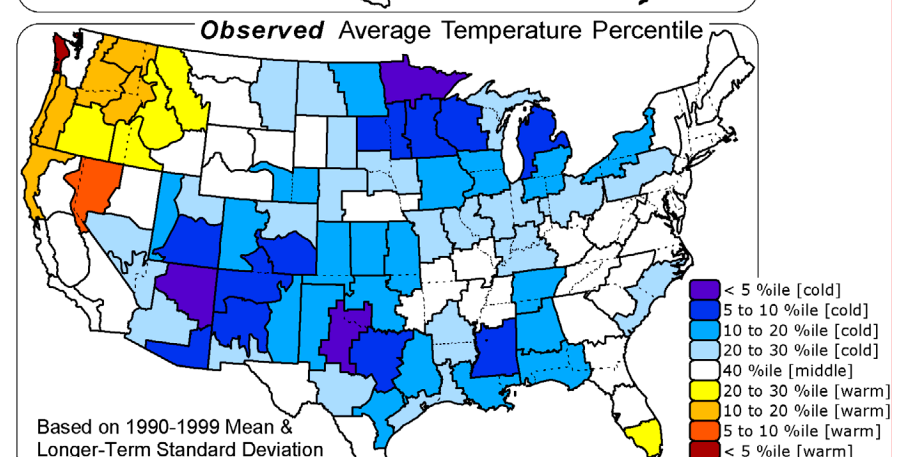 Observed Average Temperature Percentile
< 5 %ile [cold]
5 to 10 %ile [cold]
10 to 20 %ile [cold]
20 to 30 %ile [cold]
40 %ile [middle]
20 to 30 %ile [warm]
10 to 20 %ile [warm]
5 to 10 %ile [warm]
< 5 %ile [warm]
Based on 1990-1999 Mean &
Longer-Term Standard Deviation